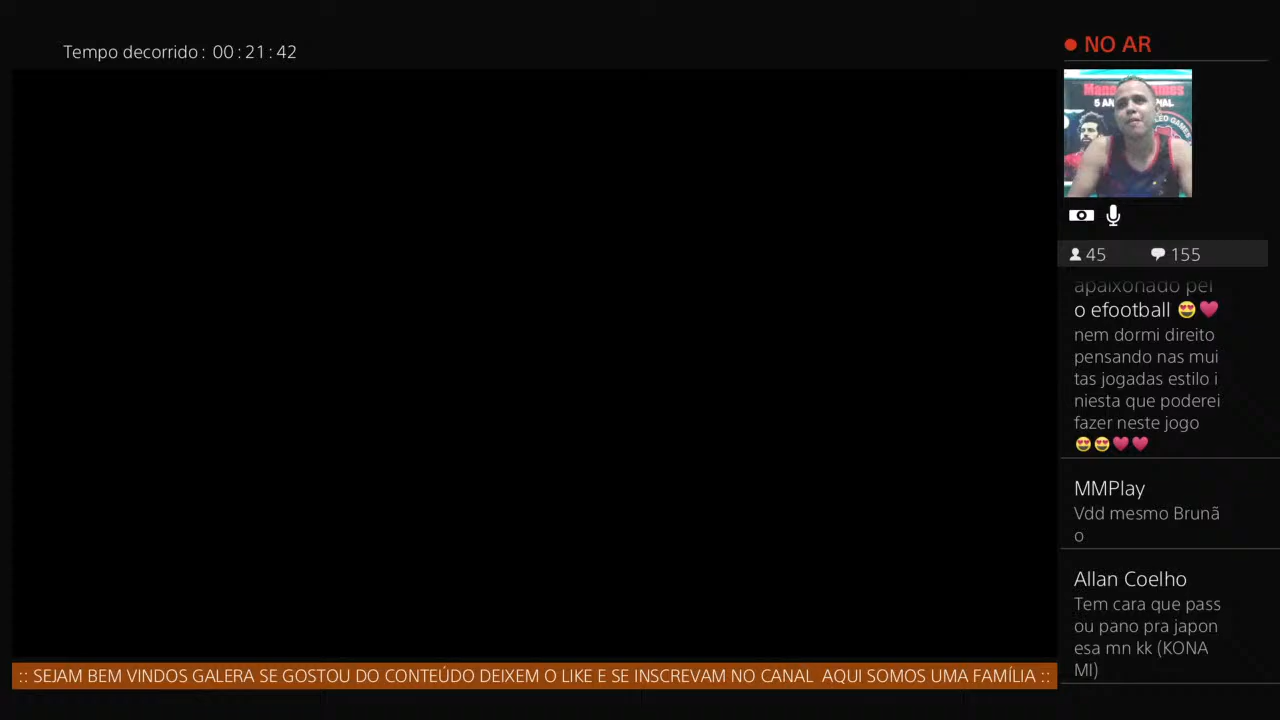 Tempo decorrido: 00:21:42
NO AR
5 AN
NAL
45 155
apaixonado pel
o efootball 😍❤️
nem dormi direito
pensando nas mui
tas jogadas estilo i
niesta que poderei
fazer neste jogo
😍😍❤️❤️
MMPlay
Vdd mesmo Brunã
o
Allan Coelho
Tem cara que pass
ou pano pra japon
esa mn kk (KONA
MI)
:: SEJAM BEM VINDOS GALERA SE GOSTOU DO CONTEÚDO DEIXEM O LIKE E SE INSCREVAM NO CANAL AQUI SOMOS UMA FAMÍLIA ::